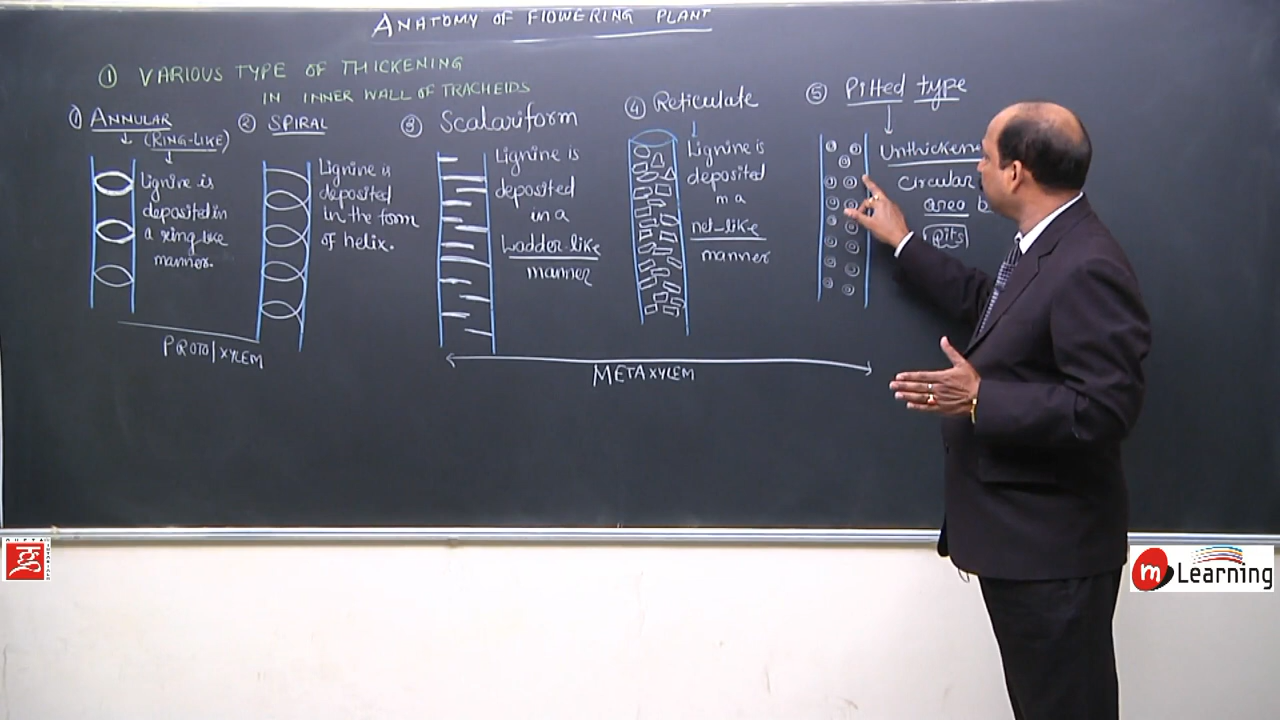 ANATOMY OF FlOWERING PLANT
① VARIOUS TYPE OF THICKENING
IN INNER WALL OF TRACHEIDS
① ANNULAR
(RING-LIKE)
Lignine is
deposited in
a ring like
manner.
② SPIRAL
Lignine is
deposited
in the form
of helix.
PROTO/XYLEM
③ Scalariform
Lignine is
deposited
in a
Ladder-like
manner
④ Reticulate
Lignine is
deposited
in a
net-like
manner
⑤ Pitted type
Unthickene
circular
area
Pits
METAXYLEM
m Learning